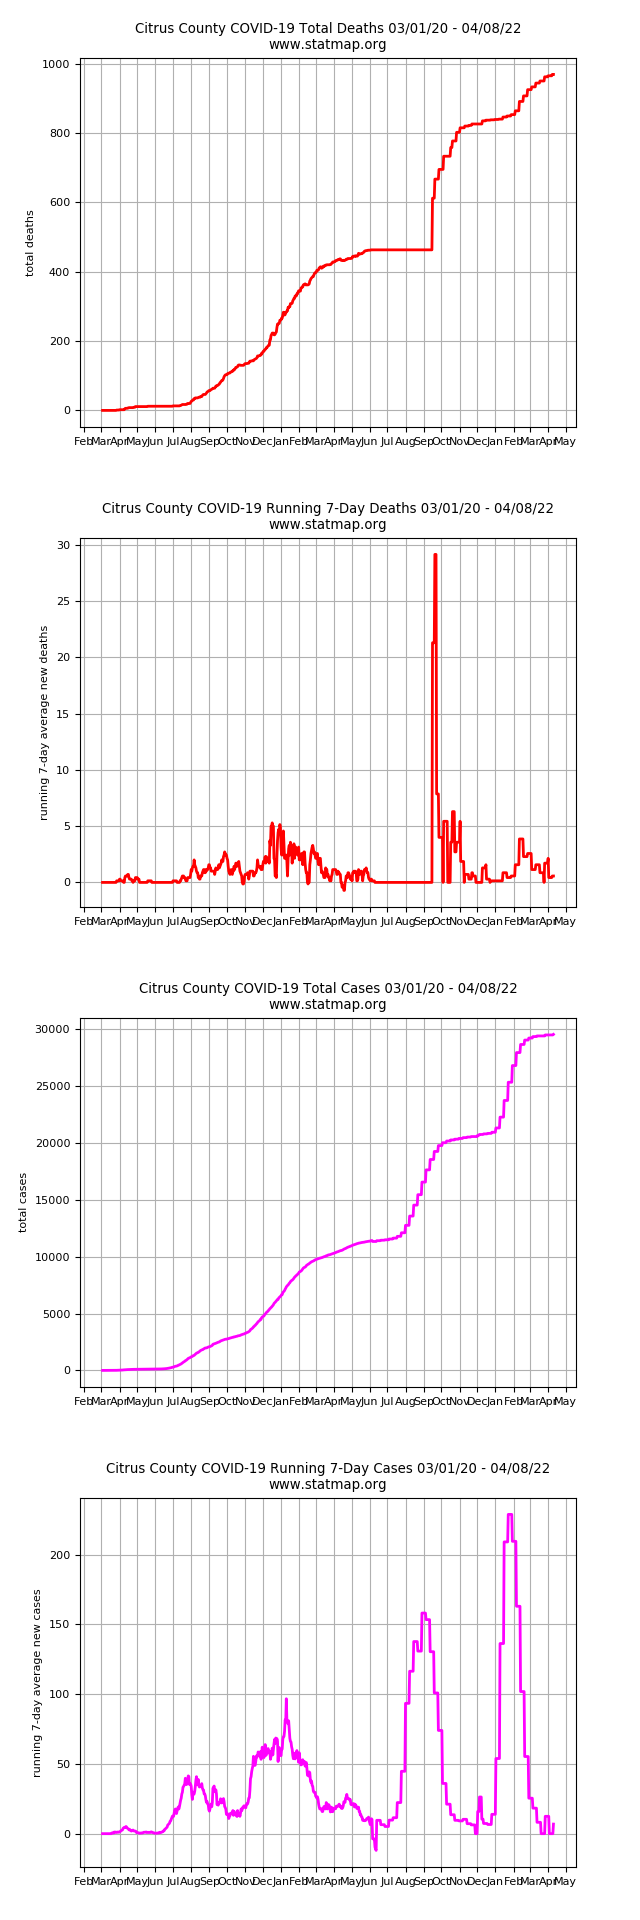 Citrus County COVID-19 Total Deaths 03/01/20 - 04/08/22
www.statmap.org
1000
800
600
400
200
0
total deaths
Feb Mar Apr May Jun Jul Aug Sep Oct Nov Dec Jan Feb Mar Apr May Jun Jul Aug Sep Oct Nov Dec Jan Feb Mar Apr May
Citrus County COVID-19 Running 7-Day Deaths 03/01/20 - 04/08/22
www.statmap.org
30
25
20
15
10
5
0
running 7-day average new deaths
Feb Mar Apr May Jun Jul Aug Sep Oct Nov Dec Jan Feb Mar Apr May Jun Jul Aug Sep Oct Nov Dec Jan Feb Mar Apr May
Citrus County COVID-19 Total Cases 03/01/20 - 04/08/22
www.statmap.org
30000
25000
20000
15000
10000
5000
0
total cases
Feb Mar Apr May Jun Jul Aug Sep Oct Nov Dec Jan Feb Mar Apr May Jun Jul Aug Sep Oct Nov Dec Jan Feb Mar Apr May
Citrus County COVID-19 Running 7-Day Cases 03/01/20 - 04/08/22
www.statmap.org
200
150
100
50
0
running 7-day average new cases
Feb Mar Apr May Jun Jul Aug Sep Oct Nov Dec Jan Feb Mar Apr May Jun Jul Aug Sep Oct Nov Dec Jan Feb Mar Apr May